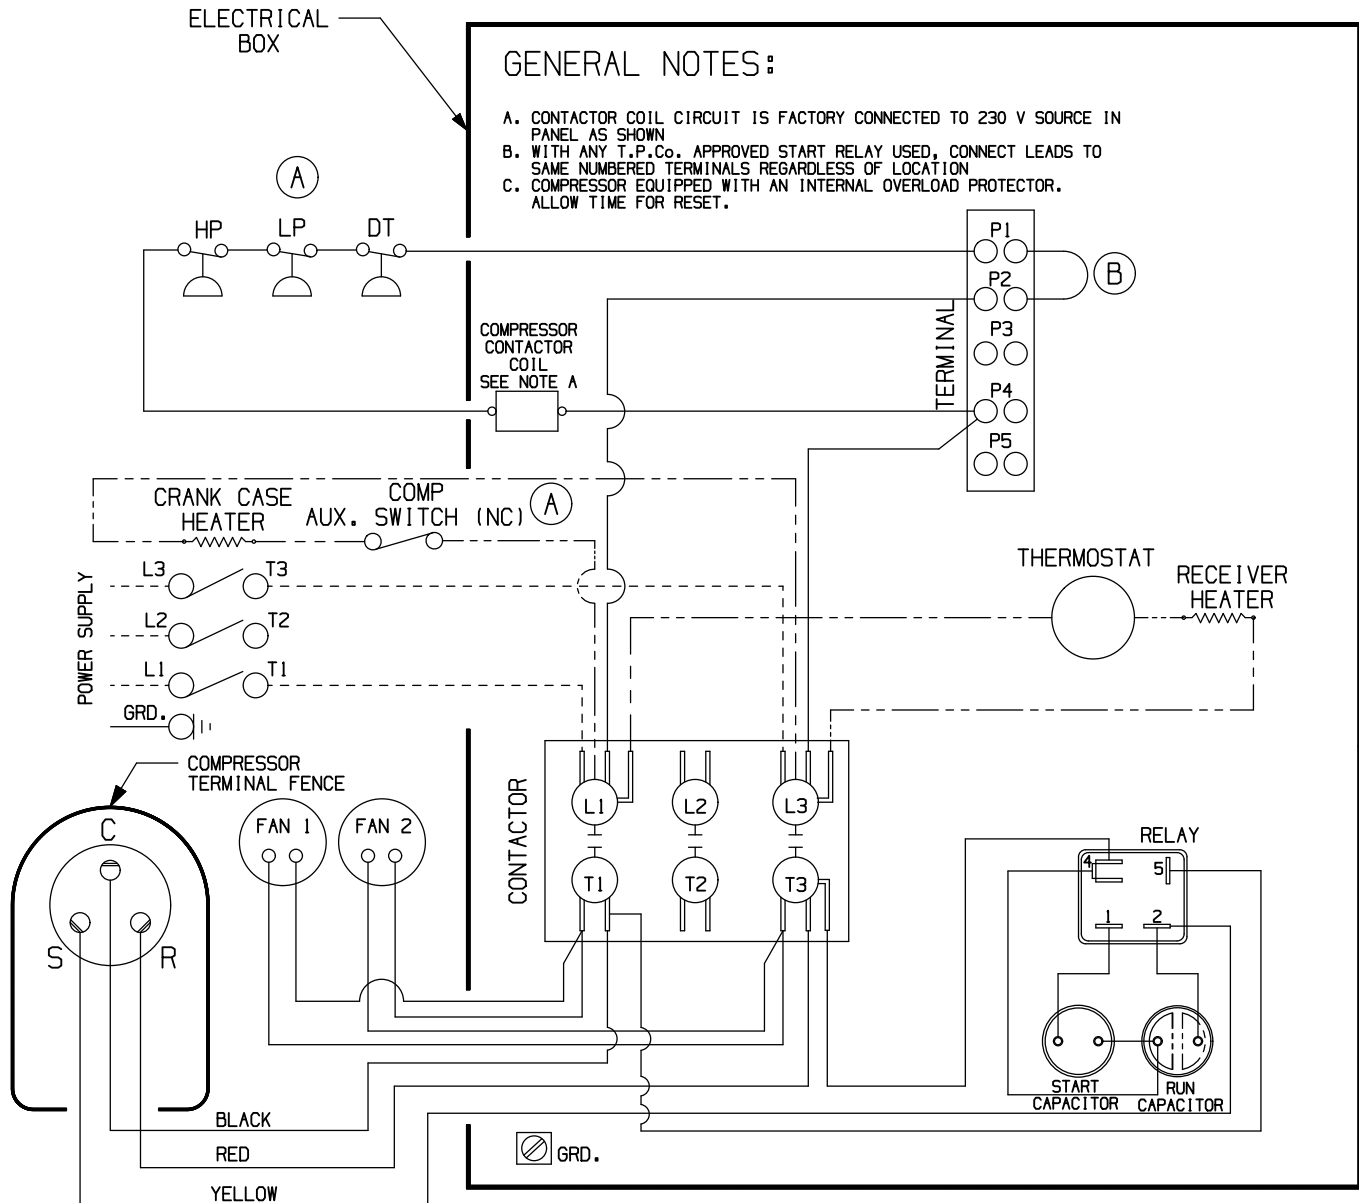 ELECTRICAL
BOX
GENERAL NOTES:
A. CONTACTOR COIL CIRCUIT IS FACTORY CONNECTED TO 230 V SOURCE IN
PANEL AS SHOWN
B. WITH ANY T.P.Co. APPROVED START RELAY USED, CONNECT LEADS TO
SAME NUMBERED TERMINALS REGARDLESS OF LOCATION
C. COMPRESSOR EQUIPPED WITH AN INTERNAL OVERLOAD PROTECTOR.
ALLOW TIME FOR RESET.
A
HP
LP
DT
P1
P2
P3
P4
P5
TERMINAL
B
COMPRESSOR
CONTACTOR
COIL
SEE NOTE A
CRANK CASE
HEATER
COMP
AUX. SWITCH (NC)
A
POWER SUPPLY
L3
T3
L2
T2
L1
T1
GRD.
THERMOSTAT
RECEIVER
HEATER
COMPRESSOR
TERMINAL FENCE
C
S
R
FAN 1
FAN 2
CONTACTOR
L1
L2
L3
T1
T2
T3
RELAY
4
5
1
2
START
CAPACITOR
RUN
CAPACITOR
BLACK
RED
YELLOW
GRD.